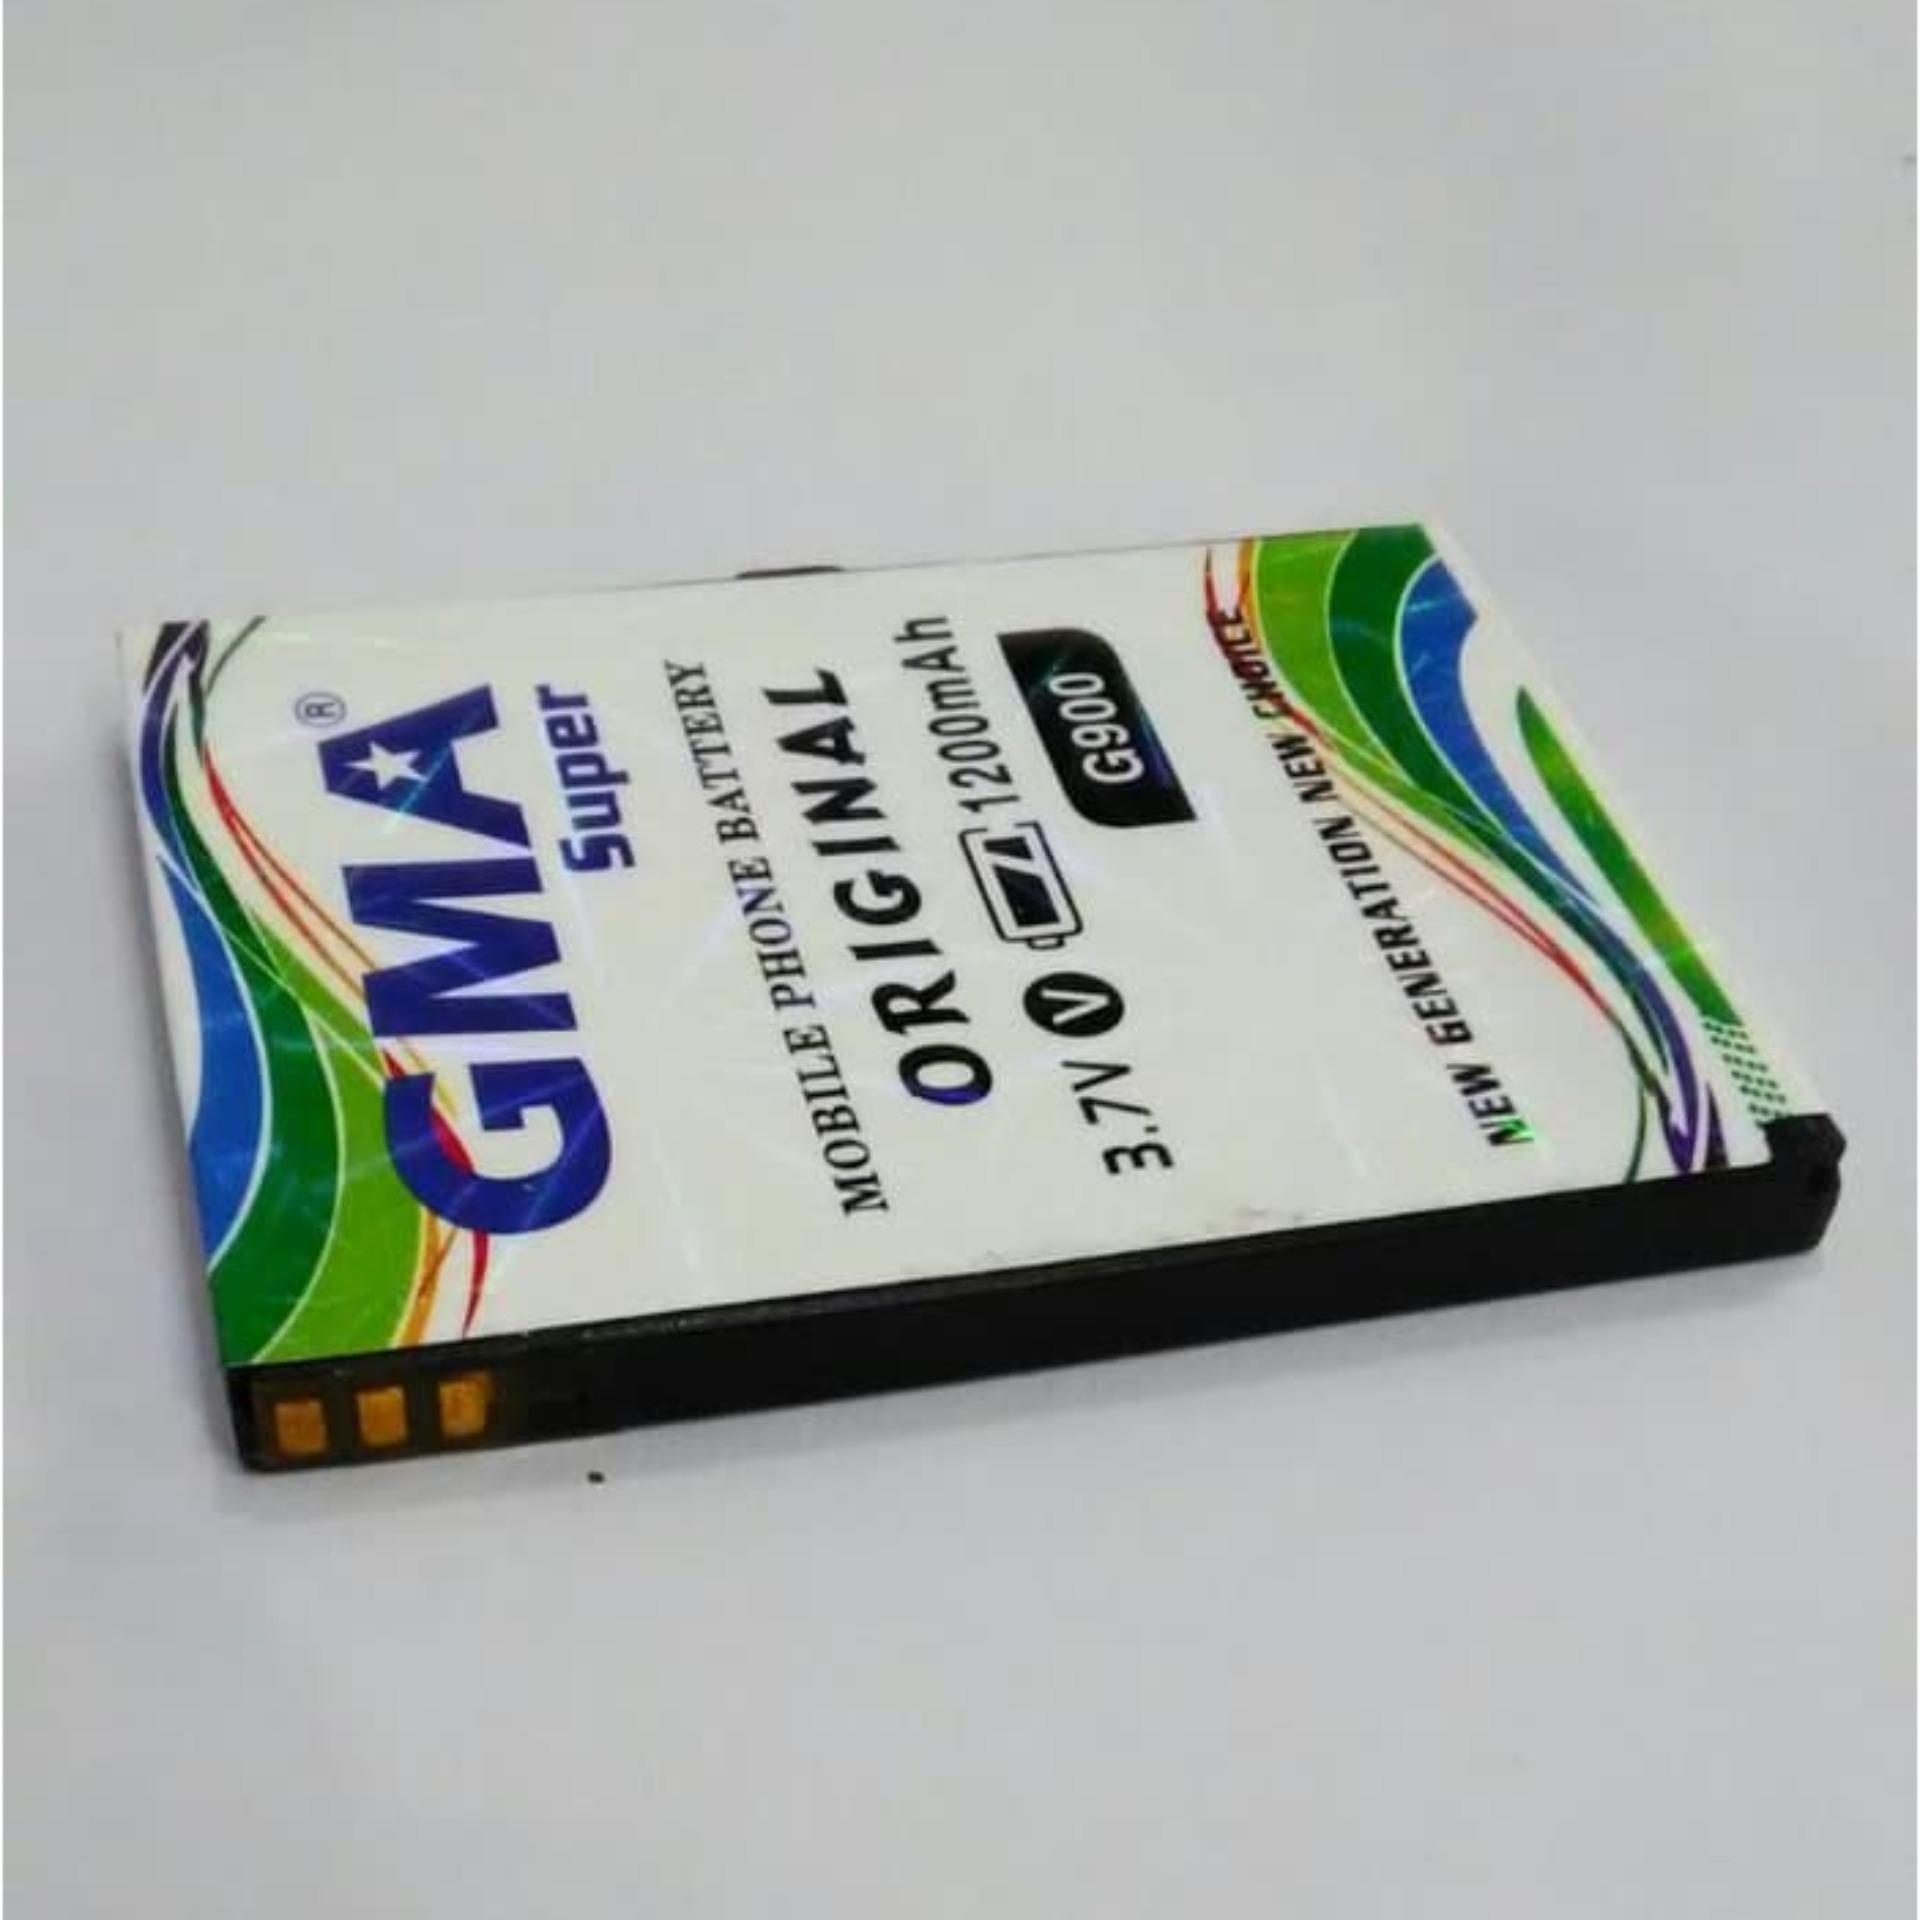 GMA®
Super
MOBILE PHONE BATTERY
ORIGINAL
3.7V V 1200mAh
G900
NEW GENERATION NEW CHOICE